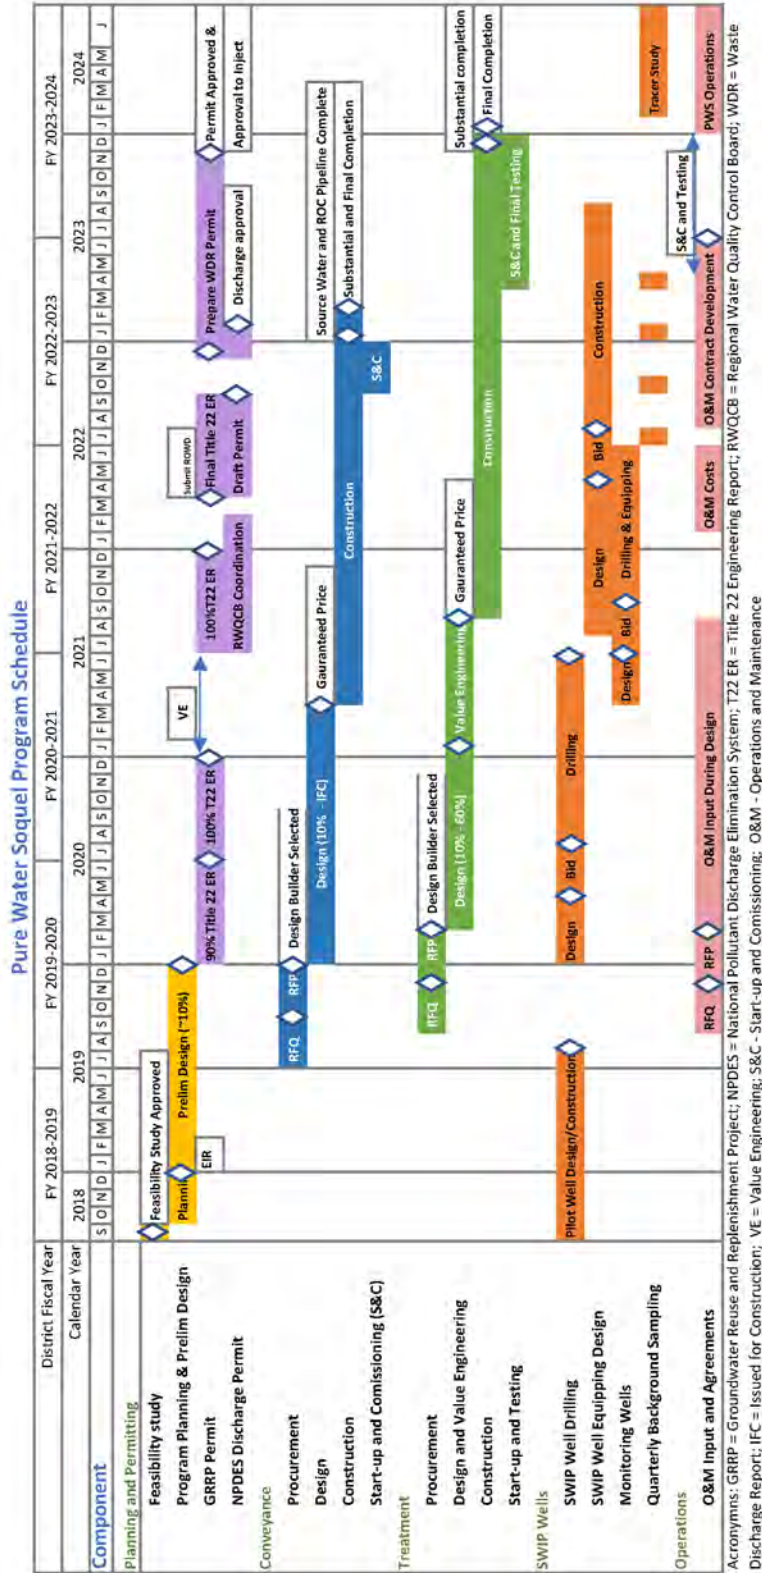 Pure Water Soquel Program Schedule
District Fiscal Year FY 2018-2019 FY 2019-2020 FY 2020-2021 FY 2021-2022 FY 2022-2023 FY 2023-2024
Calendar Year 2018 2019 2020 2021 2022 2023 2024
Component S O N D J F M A M J J A S O N D J F M A M J J A S O N D J F M A M J J A S O N D J F M A M J J A S O N D J F M A M J J A S O N D J F M A M J
Planning and Permitting
Feasibility study Feasibility Study Approved
Program Planning & Prelim Design Plannin Prelim Design (~10%) VE Submit ROWD
GRRP Permit EIR 90% Title 22 ER 100% T22 ER 100%T22 ER Final Title 22 ER Prepare WDR Permit Permit Approved &
NPDES Discharge Permit RWQCB Coordination Draft Permit Discharge approval Approval to Inject
Conveyance
Procurement RFQ RFP Design Builder Selected
Design Design (10% - IFC) Gauranteed Price Source Water and ROC Pipeline Complete
Construction Construction Substantial and Final Completion
Start-up and Comissioning (S&C) S&C
Treatment
Procurement RFQ RFP Design Builder Selected
Design and Value Engineering Design (10% - 60%) Value Engineering Gauranteed Price Substantial completion
Construction Construction Final Completion
Start-up and Testing S&C and Final Testing
SWIP Wells
SWIP Well Drilling Pilot Well Design/Construction Design Bid Drilling
SWIP Well Equipping Design Design Bid Construction
Monitoring Wells Design Bid Drilling & Equipping
Quarterly Background Sampling Tracer Study
Operations S&C and Testing
O&M Input and Agreements RFQ RFP O&M Input During Design O&M Costs O&M Contract Development PWS Operations
Acronymns: GRRP = Groundwater Reuse and Replenishment Project; NPDES = National Pollutant Discharge Elimination System; T22 ER = Title 22 Engineering Report; RWQCB = Regional Water Quality Control Board; WDR = Waste
Discharge Report; IFC = Issued for Construction; VE = Value Engineering; S&C - Start-up and Comissioning; O&M - Operations and Maintenance